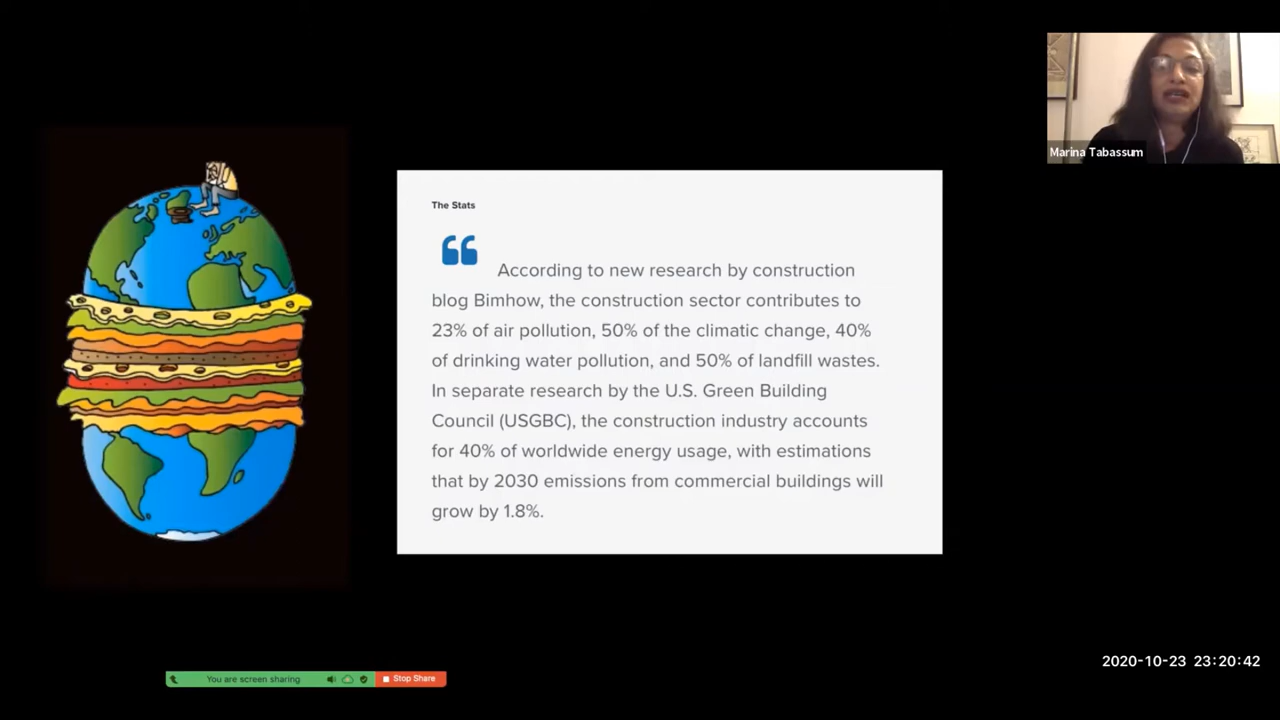 Marina Tabassum
The Stats
“ According to new research by construction
blog Bimhow, the construction sector contributes to
23% of air pollution, 50% of the climatic change, 40%
of drinking water pollution, and 50% of landfill wastes.
In separate research by the U.S. Green Building
Council (USGBC), the construction industry accounts
for 40% of worldwide energy usage, with estimations
that by 2030 emissions from commercial buildings will
grow by 1.8%.
2020-10-23 23:20:42
You are screen sharing
Stop Share